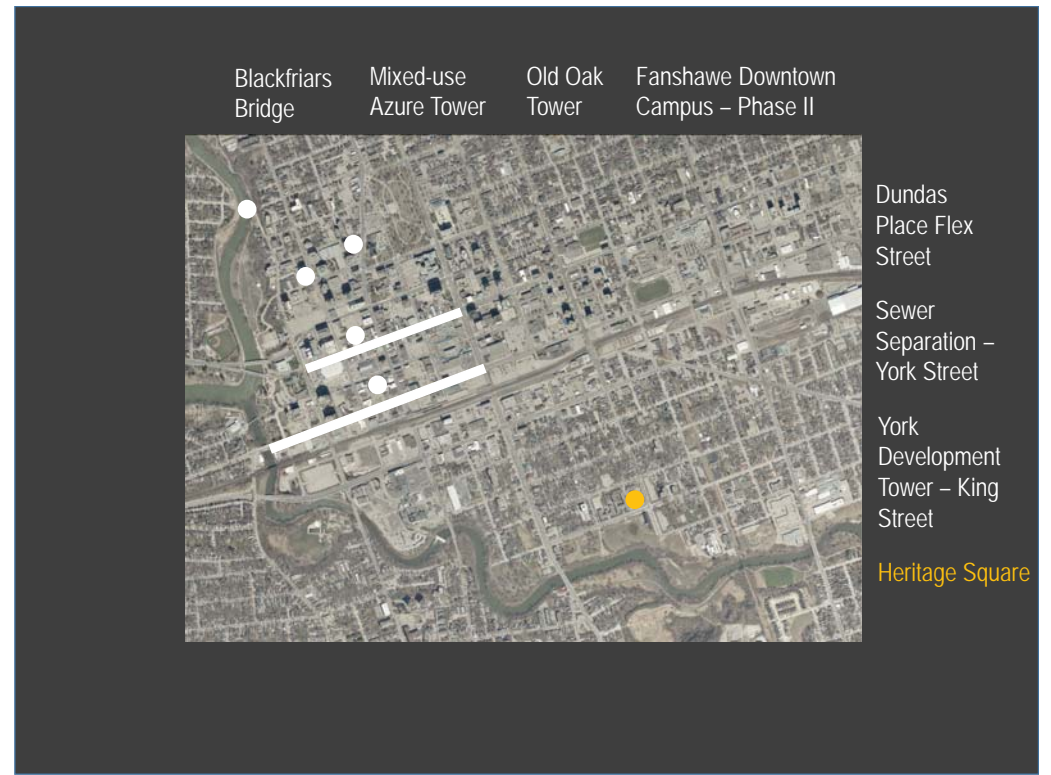 Blackfriars
Bridge
Mixed-use
Azure Tower
Old Oak
Tower
Fanshawe Downtown
Campus – Phase II
Dundas
Place Flex
Street
Sewer
Separation –
York Street
York
Development
Tower – King
Street
Heritage Square